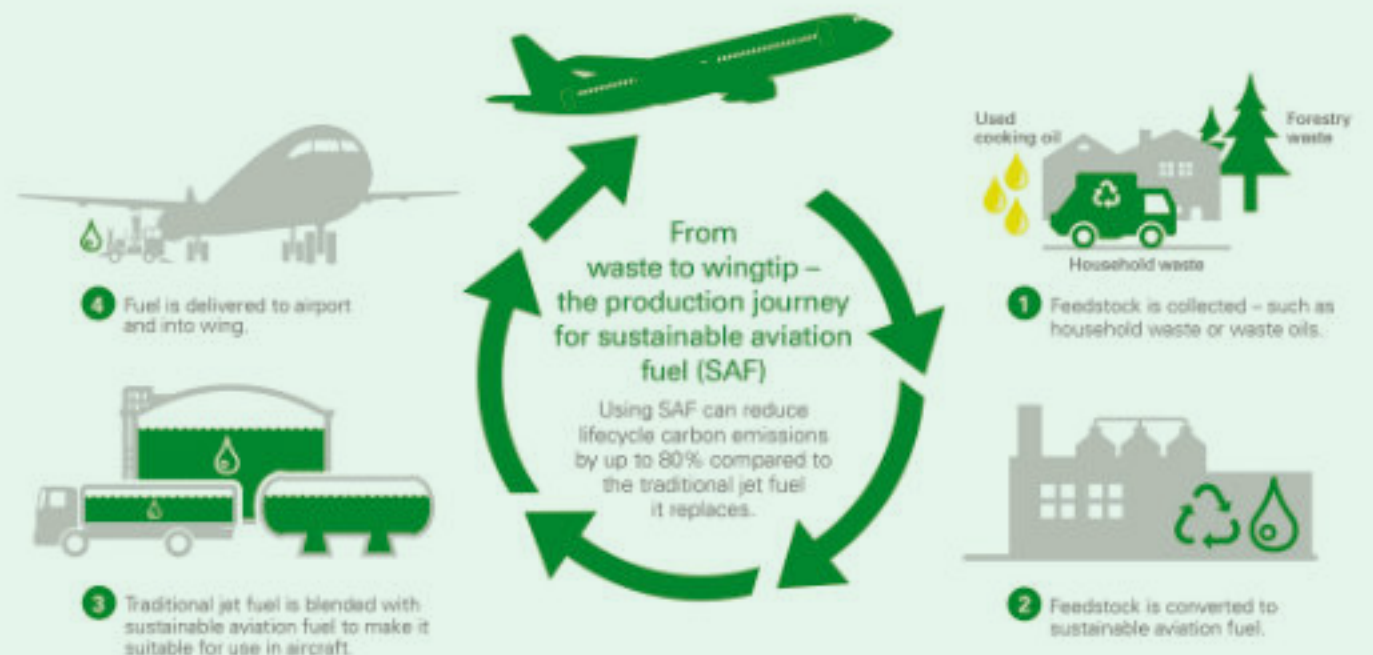 From
waste to wingtip –
the production journey
for sustainable aviation
fuel (SAF)
Using SAF can reduce
lifecycle carbon emissions
by up to 80% compared to
the traditional jet fuel
it replaces.
Used
cooking oil
Forestry
waste
Household waste
1 Feedstock is collected – such as
household waste or waste oils.
2 Feedstock is converted to
sustainable aviation fuel.
3 Traditional jet fuel is blended with
sustainable aviation fuel to make it
suitable for use in aircraft.
4 Fuel is delivered to airport
and into wing.